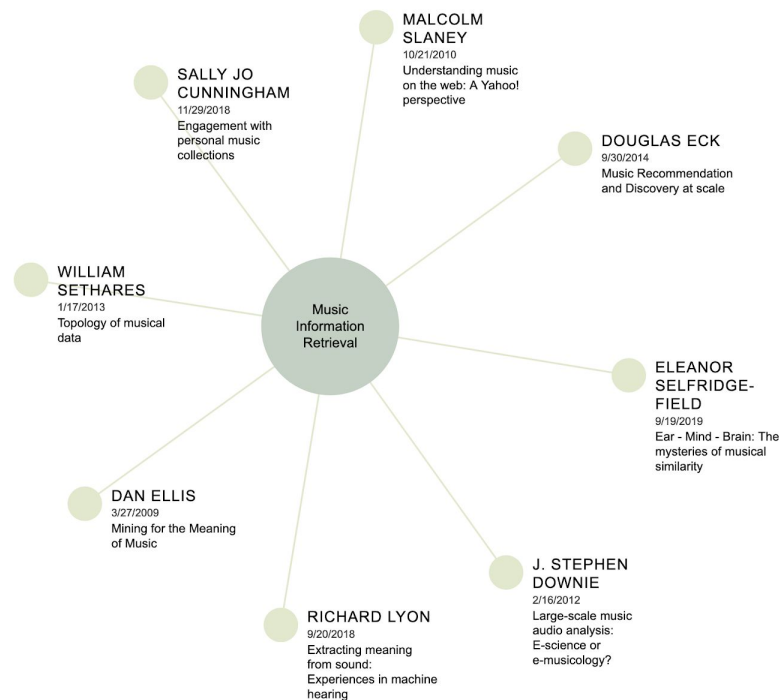 MALCOLM
SLANEY
10/21/2010
Understanding music
on the web: A Yahoo!
perspective
SALLY JO
CUNNINGHAM
11/29/2018
Engagement with
personal music
collections
DOUGLAS ECK
9/30/2014
Music Recommendation
and Discovery at scale
WILLIAM
SETHARES
1/17/2013
Topology of musical
data
Music
Information
Retrieval
ELEANOR
SELFRIDGE-
FIELD
9/19/2019
Ear - Mind - Brain: The
mysteries of musical
similarity
DAN ELLIS
3/27/2009
Mining for the Meaning
of Music
J. STEPHEN
DOWNIE
2/16/2012
Large-scale music
audio analysis:
E-science or
e-musicology?
RICHARD LYON
9/20/2018
Extracting meaning
from sound:
Experiences in machine
hearing